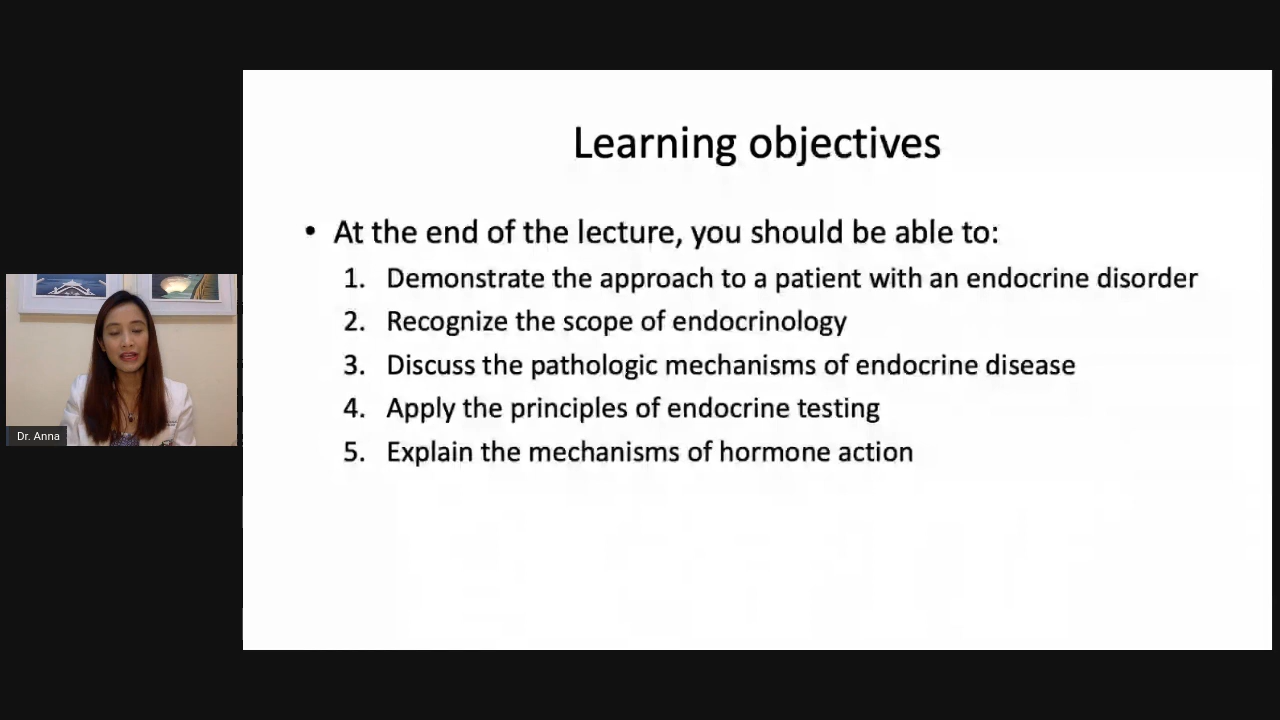 Learning objectives
• At the end of the lecture, you should be able to:
1. Demonstrate the approach to a patient with an endocrine disorder
2. Recognize the scope of endocrinology
3. Discuss the pathologic mechanisms of endocrine disease
4. Apply the principles of endocrine testing
5. Explain the mechanisms of hormone action
Dr. Anna